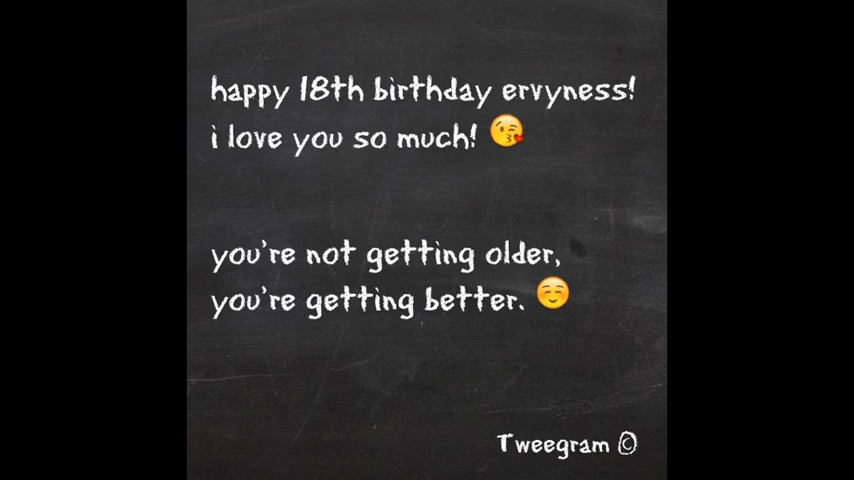 happy 18th birthday ervyness!
i love you so much! 😘
you're not getting older,
you're getting better. ☺️
Tweegram ©